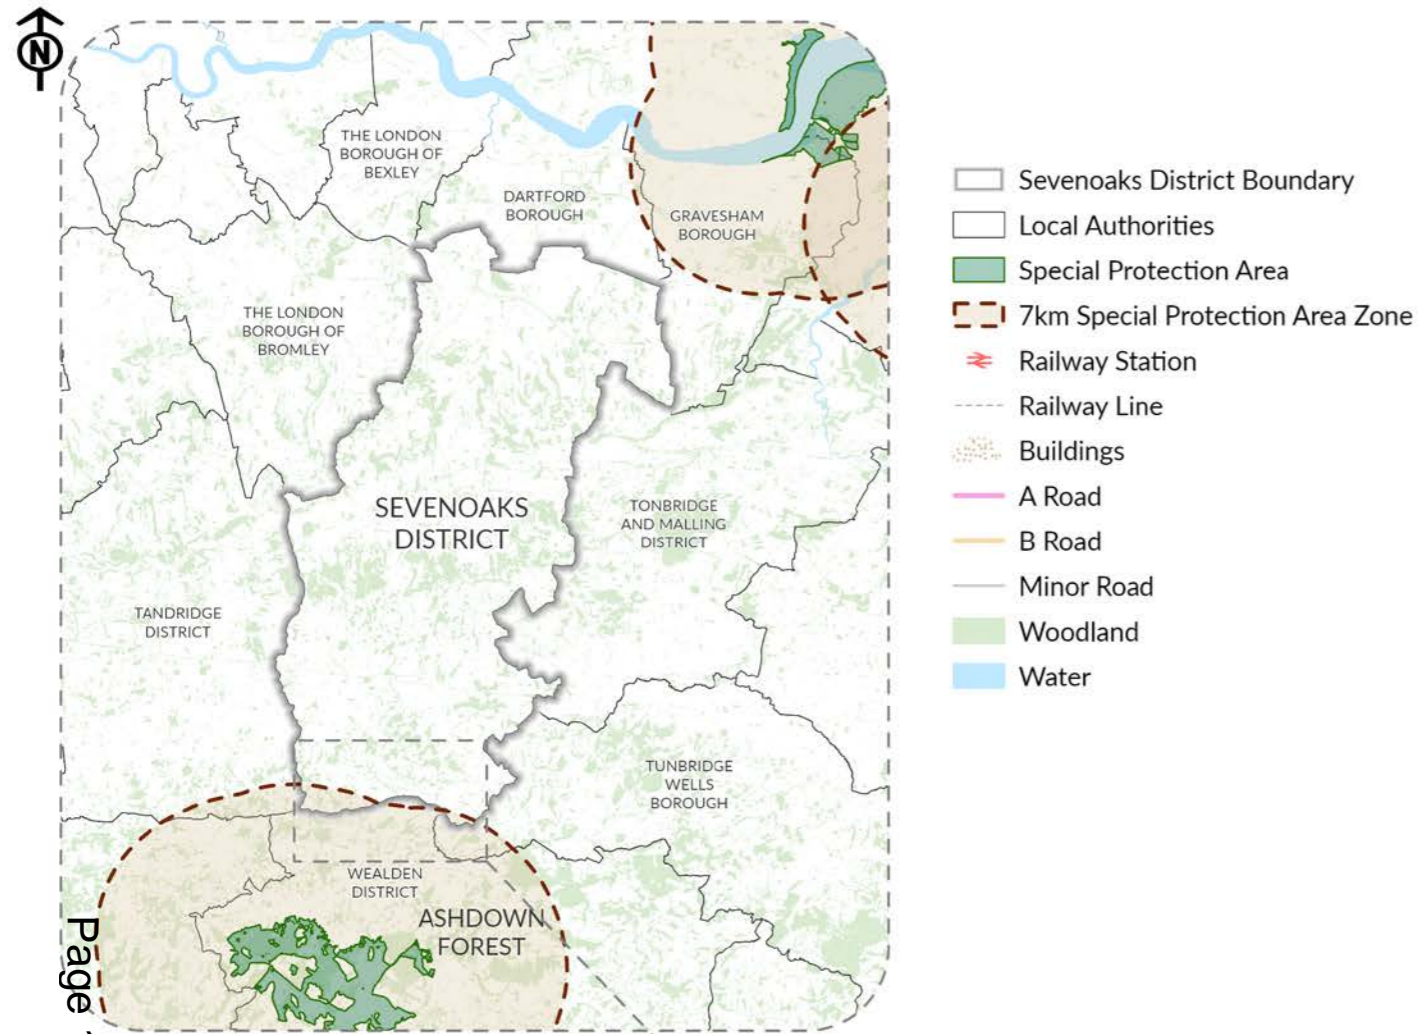 N
THE LONDON
BOROUGH OF
BEXLEY
DARTFORD
BOROUGH
GRAVESHAM
BOROUGH
THE LONDON
BOROUGH OF
BROMLEY
SEVENOAKS
DISTRICT
TONBRIDGE
AND MALLING
DISTRICT
TANDRIDGE
DISTRICT
TUNBRIDGE
WELLS
BOROUGH
WEALDEN
DISTRICT
ASHDOWN
FOREST
Page
Sevenoaks District Boundary
Local Authorities
Special Protection Area
7km Special Protection Area Zone
Railway Station
Railway Line
Buildings
A Road
B Road
Minor Road
Woodland
Water